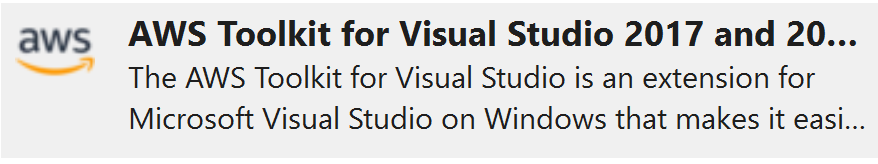 aws
AWS Toolkit for Visual Studio 2017 and 20...
The AWS Toolkit for Visual Studio is an extension for
Microsoft Visual Studio on Windows that makes it easi...